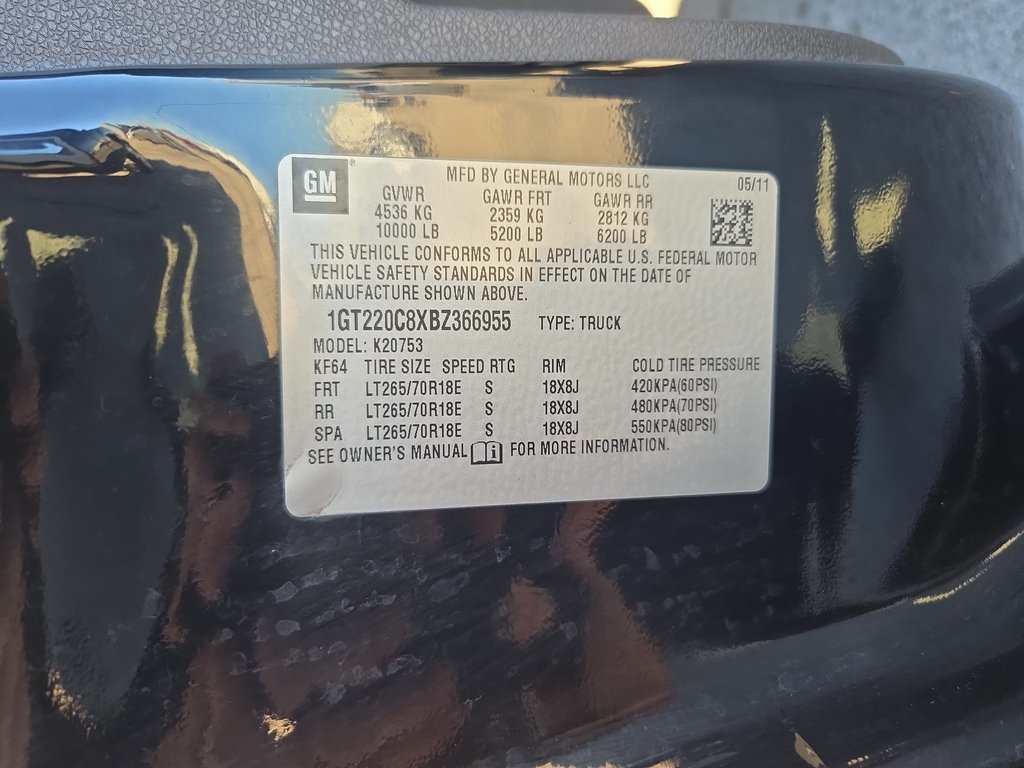 GM
MFD BY GENERAL MOTORS LLC 05/11
GVWR GAWR FRT GAWR RR
4536 KG 2359 KG 2812 KG
10000 LB 5200 LB 6200 LB
THIS VEHICLE CONFORMS TO ALL APPLICABLE U.S. FEDERAL MOTOR
VEHICLE SAFETY STANDARDS IN EFFECT ON THE DATE OF
MANUFACTURE SHOWN ABOVE.
1GT220C8XBZ366955 TYPE: TRUCK
MODEL: K20753
KF64 TIRE SIZE SPEED RTG RIM COLD TIRE PRESSURE
FRT LT265/70R18E S 18X8J 420KPA(60PSI)
RR LT265/70R18E S 18X8J 480KPA(70PSI)
SPA LT265/70R18E S 18X8J 550KPA(80PSI)
SEE OWNER'S MANUAL i FOR MORE INFORMATION.